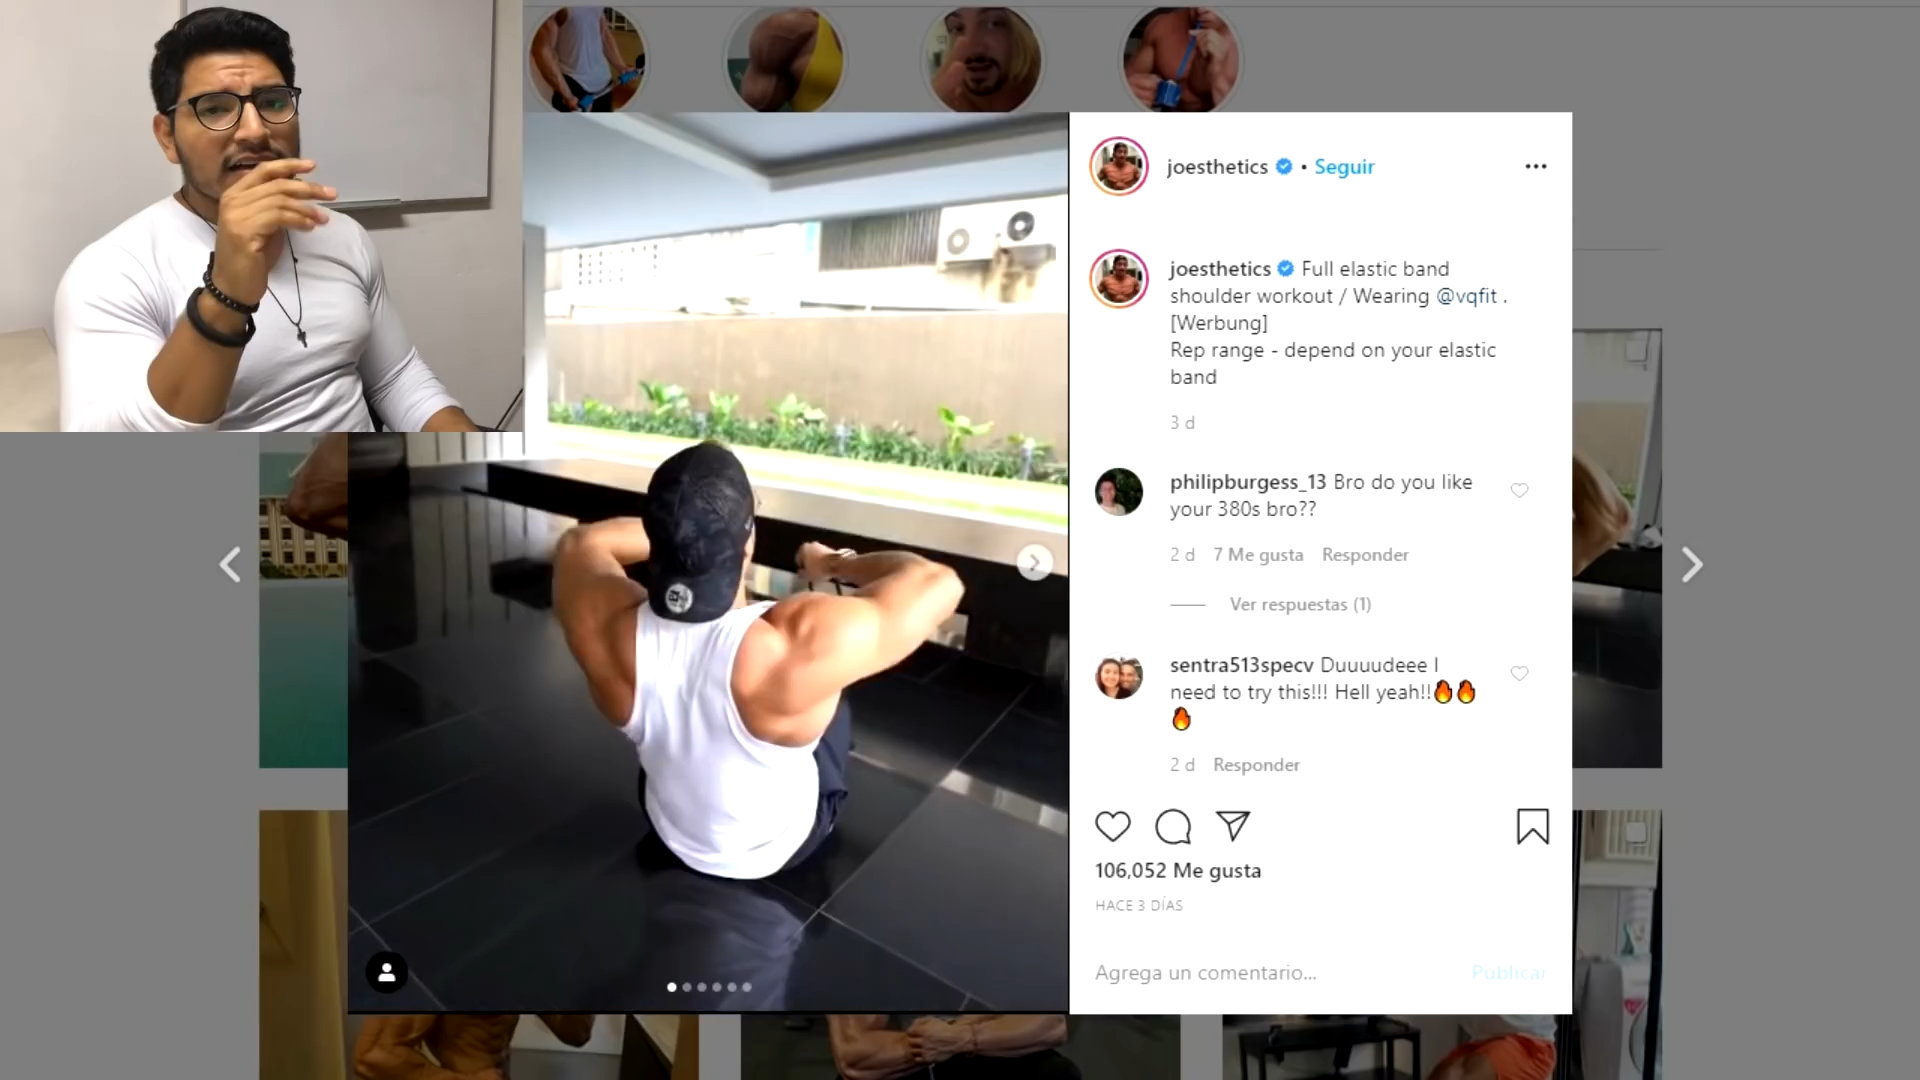 joesthetics • Seguir
joesthetics Full elastic band
shoulder workout / Wearing @vqfit .
[Werbung]
Rep range - depend on your elastic
band
3 d
philipburgess_13 Bro do you like
your 380s bro??
2 d 7 Me gusta Responder
Ver respuestas (1)
sentra513specv Duuuudeee I
need to try this!!! Hell yeah!!🔥🔥
🔥
2 d Responder
106,052 Me gusta
HACE 3 DÍAS
Agrega un comentario... Publicar